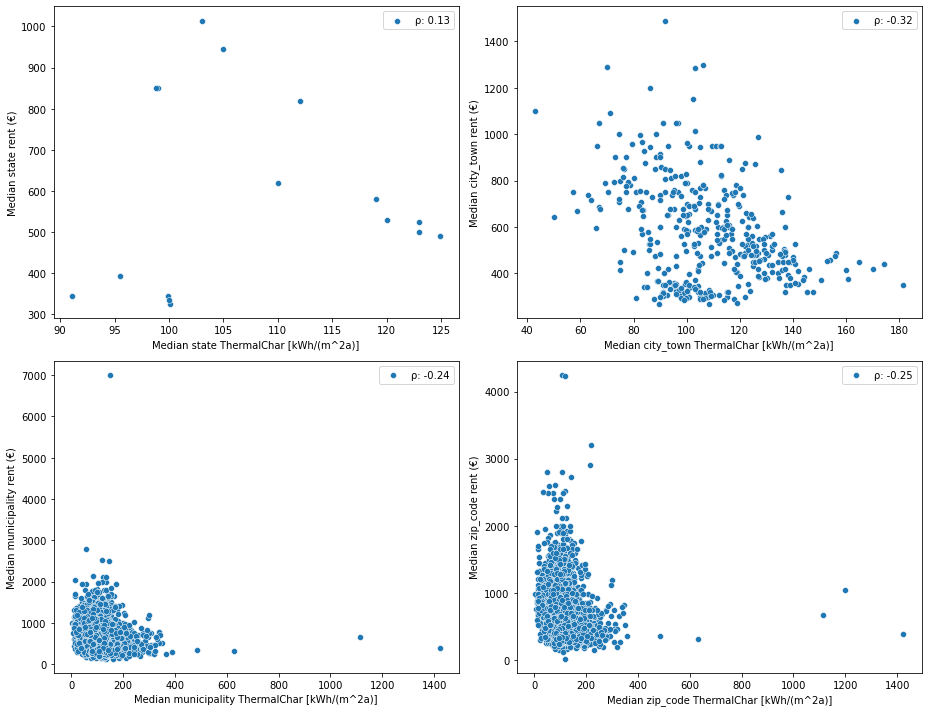 ρ: 0.13
1000
900
800
700
600
500
400
300
Median state rent (€)
90 95 100 105 110 115 120 125
Median state ThermalChar [kWh/(m^2a)]
ρ: -0.32
1400
1200
1000
800
600
400
Median city_town rent (€)
40 60 80 100 120 140 160 180
Median city_town ThermalChar [kWh/(m^2a)]
ρ: -0.24
7000
6000
5000
4000
3000
2000
1000
0
Median municipality rent (€)
0 200 400 600 800 1000 1200 1400
Median municipality ThermalChar [kWh/(m^2a)]
ρ: -0.25
4000
3000
2000
1000
0
Median zip_code rent (€)
0 200 400 600 800 1000 1200 1400
Median zip_code ThermalChar [kWh/(m^2a)]